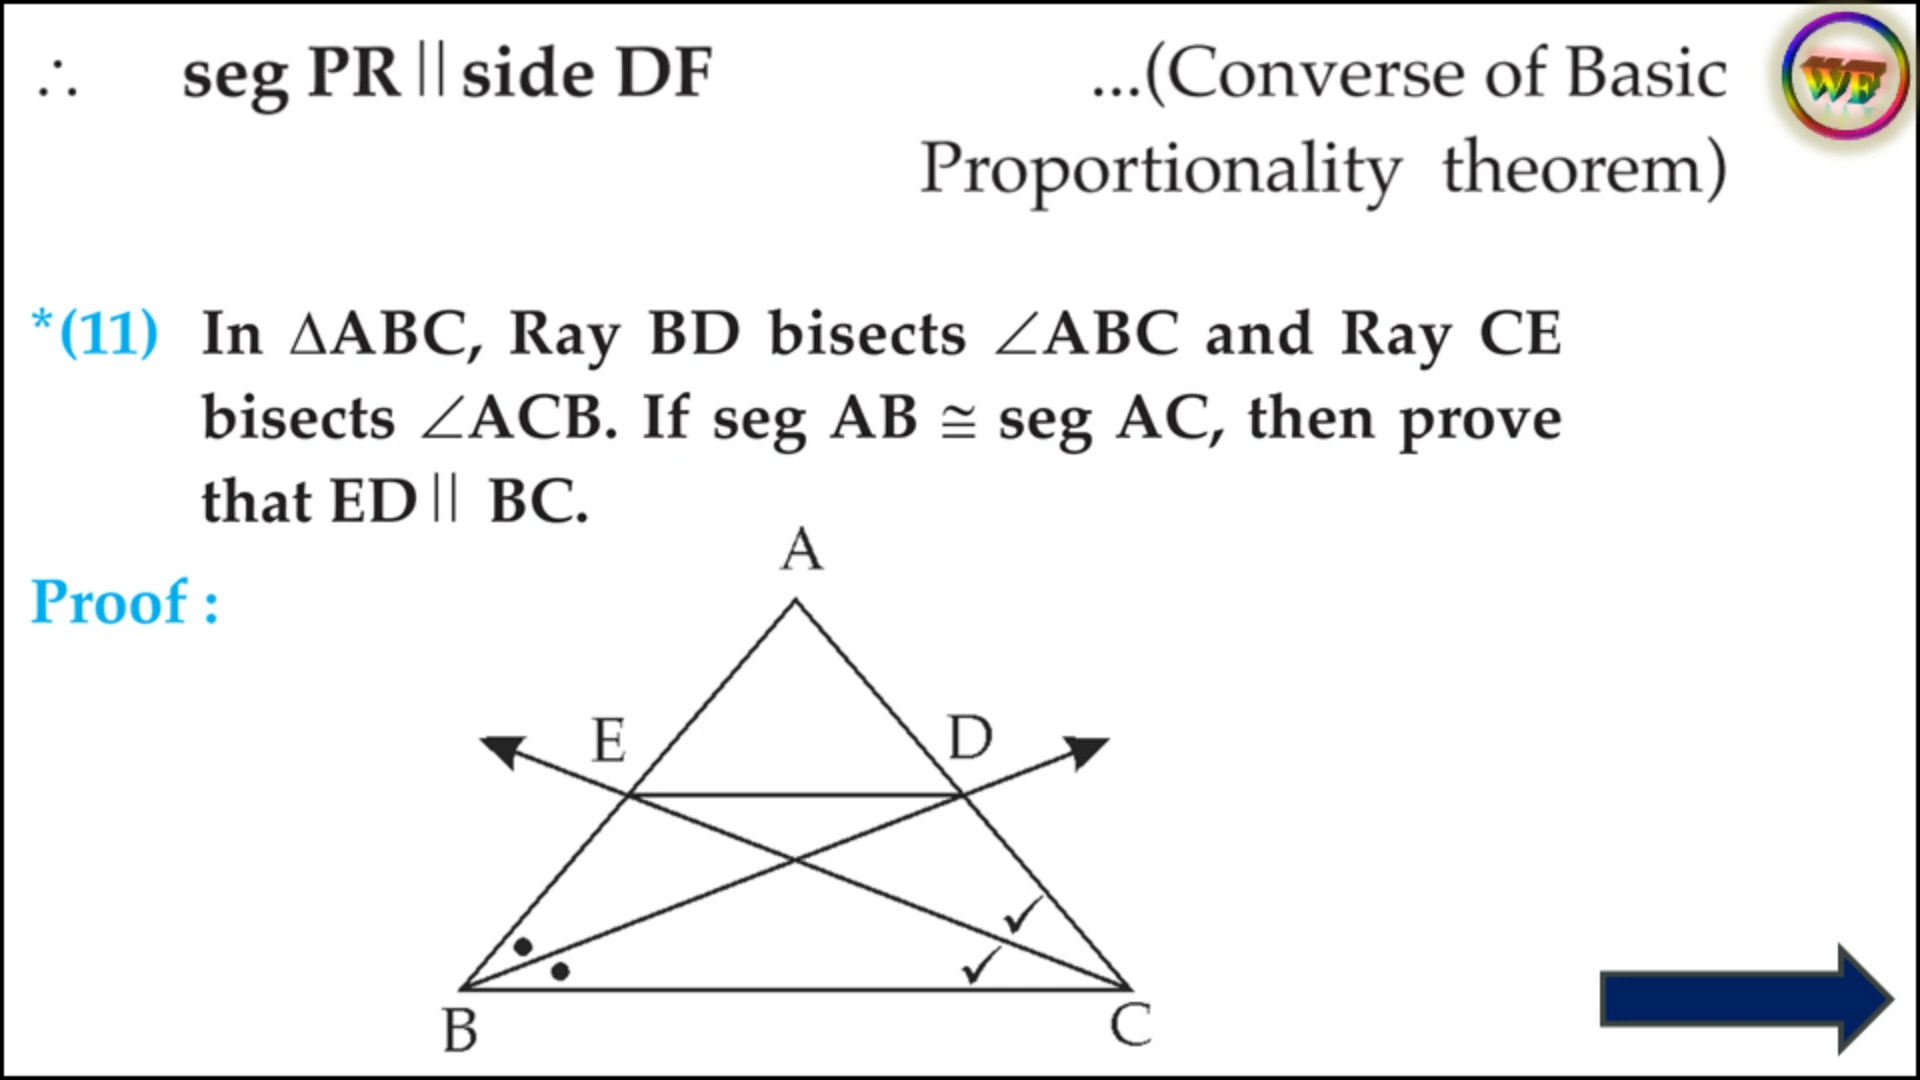 ∴ seg PR || side DF ...(Converse of Basic
Proportionality theorem)
WE
*(11) In ΔABC, Ray BD bisects ∠ABC and Ray CE
bisects ∠ACB. If seg AB ≅ seg AC, then prove
that ED || BC.
Proof :
A
E D
B C